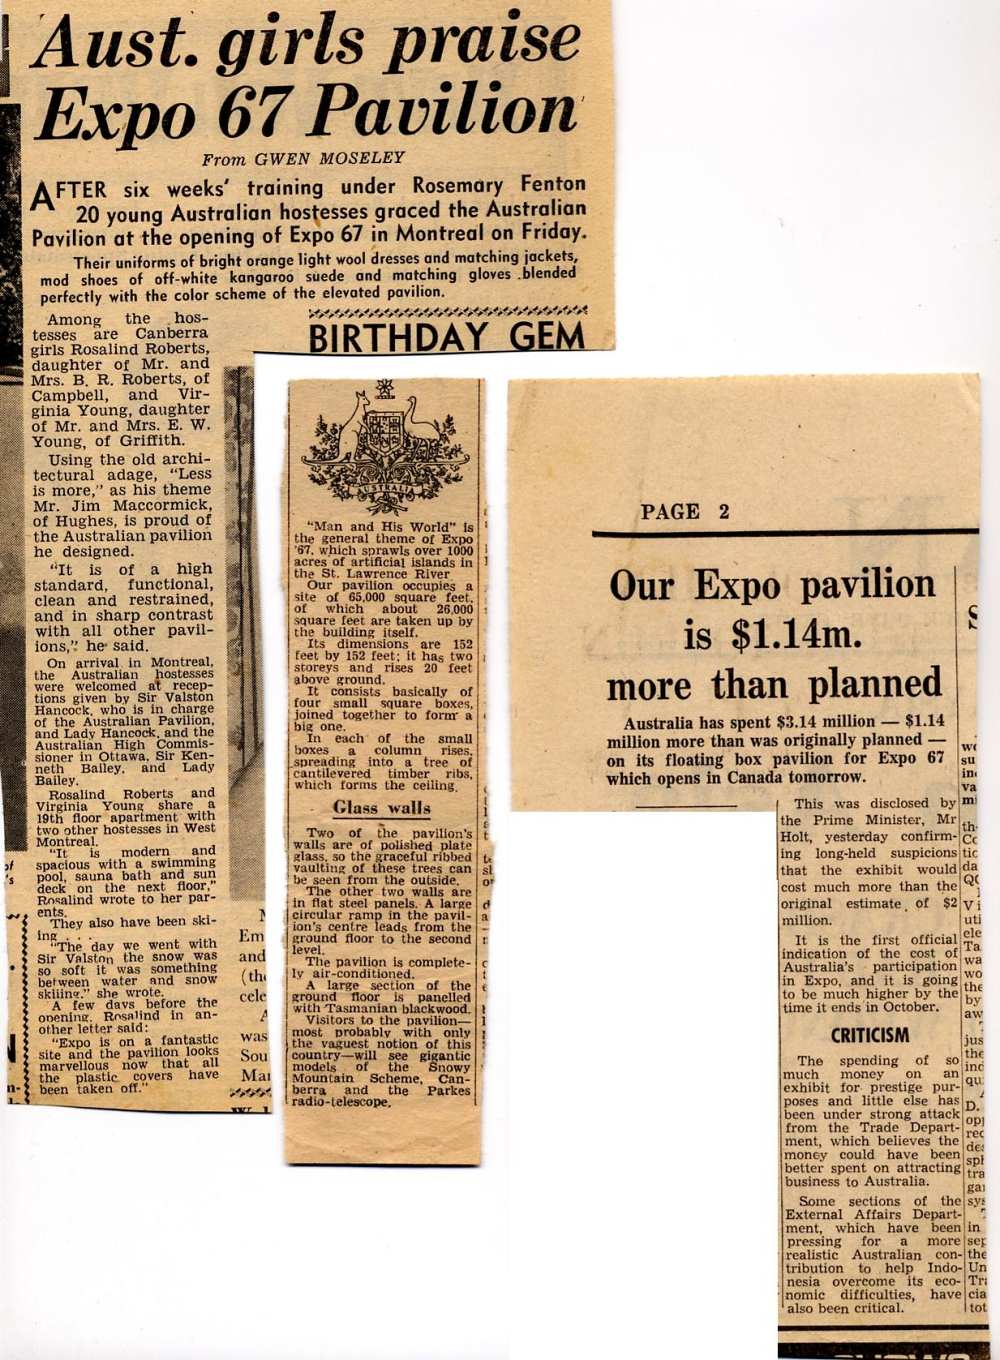 Aust. girls praise
Expo 67 Pavilion
From GWEN MOSELEY
AFTER six weeks' training under Rosemary Fenton
20 young Australian hostesses graced the Australian
Pavilion at the opening of Expo 67 in Montreal on Friday.
Their uniforms of bright orange light wool dresses and matching jackets,
mod shoes of off-white kangaroo suede and matching gloves blended
perfectly with the color scheme of the elevated pavilion.
Among the hos-
tesses are Canberra
girls Rosalind Roberts,
daughter of Mr. and
Mrs. B. R. Roberts, of
Campbell, and Vir-
ginia Young, daughter
of Mr. and Mrs. E. W.
Young, of Griffith.
Using the old archi-
tectural adage, "Less
is more," as his theme
Mr. Jim Maccormick,
of Hughes, is proud of
the Australian pavilion
he designed.
"It is of a high
standard, functional,
clean and restrained,
and in sharp contrast
with all other pavil-
ions," he said.
On arrival in Montreal,
the Australian hostesses
were welcomed at recep-
tions given by Sir Valston
Hancock, who is in charge
of the Australian Pavilion,
and Lady Hancock, and the
Australian High Commis-
sioner in Ottawa, Sir Ken-
neth Bailey, and Lady
Bailey.
Rosalind Roberts and
Virginia Young share a
19th floor apartment with
two other hostesses in West
Montreal.
"It is modern and
spacious with a swimming
pool, sauna bath and sun
deck on the next floor,"
Rosalind wrote to her par-
ents.
They also have been ski-
ing . . .
"The day we went with
Sir Valston the snow was
so soft it was something
between water and snow
skiiing," she wrote.
A few days before the
opening, Rosalind in an-
other letter said:
"Expo is on a fantastic
site and the pavilion looks
marvellous now that all
the plastic covers have
been taken off."
BIRTHDAY GEM
Em
and
(the
cele
was
Sou
Mar
AUSTRALIA
"Man and His World" is
the general theme of Expo
'67, which sprawls over 1000
acres of artificial islands in
the St. Lawrence River
Our pavilion occupies a
site of 65,000 square feet,
of which about 26,000
square feet are taken up by
the building itself.
Its dimensions are 152
feet by 152 feet; it has two
storeys and rises 20 feet
above ground.
It consists basically of
four small square boxes,
joined together to form a
big one.
In each of the small
boxes a column rises,
spreading into a tree of
cantilevered timber ribs,
which forms the ceiling.
Glass walls
Two of the pavilion's
walls are of polished plate
glass, so the graceful ribbed
vaulting of these trees can
be seen from the outside.
The other two walls are
in flat steel panels. A large
circular ramp in the pavil-
ion's centre leads from the
ground floor to the second
level.
The pavilion is complete-
ly air-conditioned.
A large section of the
ground floor is panelled
with Tasmanian blackwood.
Visitors to the pavilion—
most probably with only
the vaguest notion of this
country—will see gigantic
models of the Snowy
Mountain Scheme, Can-
berra and the Parkes
radio-telescope.
PAGE 2
Our Expo pavilion
is $1.14m.
more than planned
Australia has spent $3.14 million — $1.14
million more than was originally planned —
on its floating box pavilion for Expo 67
which opens in Canada tomorrow.
This was disclosed by
the Prime Minister, Mr
Holt, yesterday confirm-
ing long-held suspicions
that the exhibit would
cost much more than the
original estimate of $2
million.
It is the first official
indication of the cost of
Australia's participation
in Expo, and it is going
to be much higher by the
time it ends in October.
CRITICISM
The spending of so
much money on an
exhibit for prestige pur-
poses and little else has
been under strong attack
from the Trade Depart-
ment, which believes the
money could have been
better spent on attracting
business to Australia.
Some sections of the
External Affairs Depart-
ment, which have been
pressing for a more
realistic Australian con-
tribution to help Indo-
nesia overcome its eco-
nomic difficulties, have
also been critical.